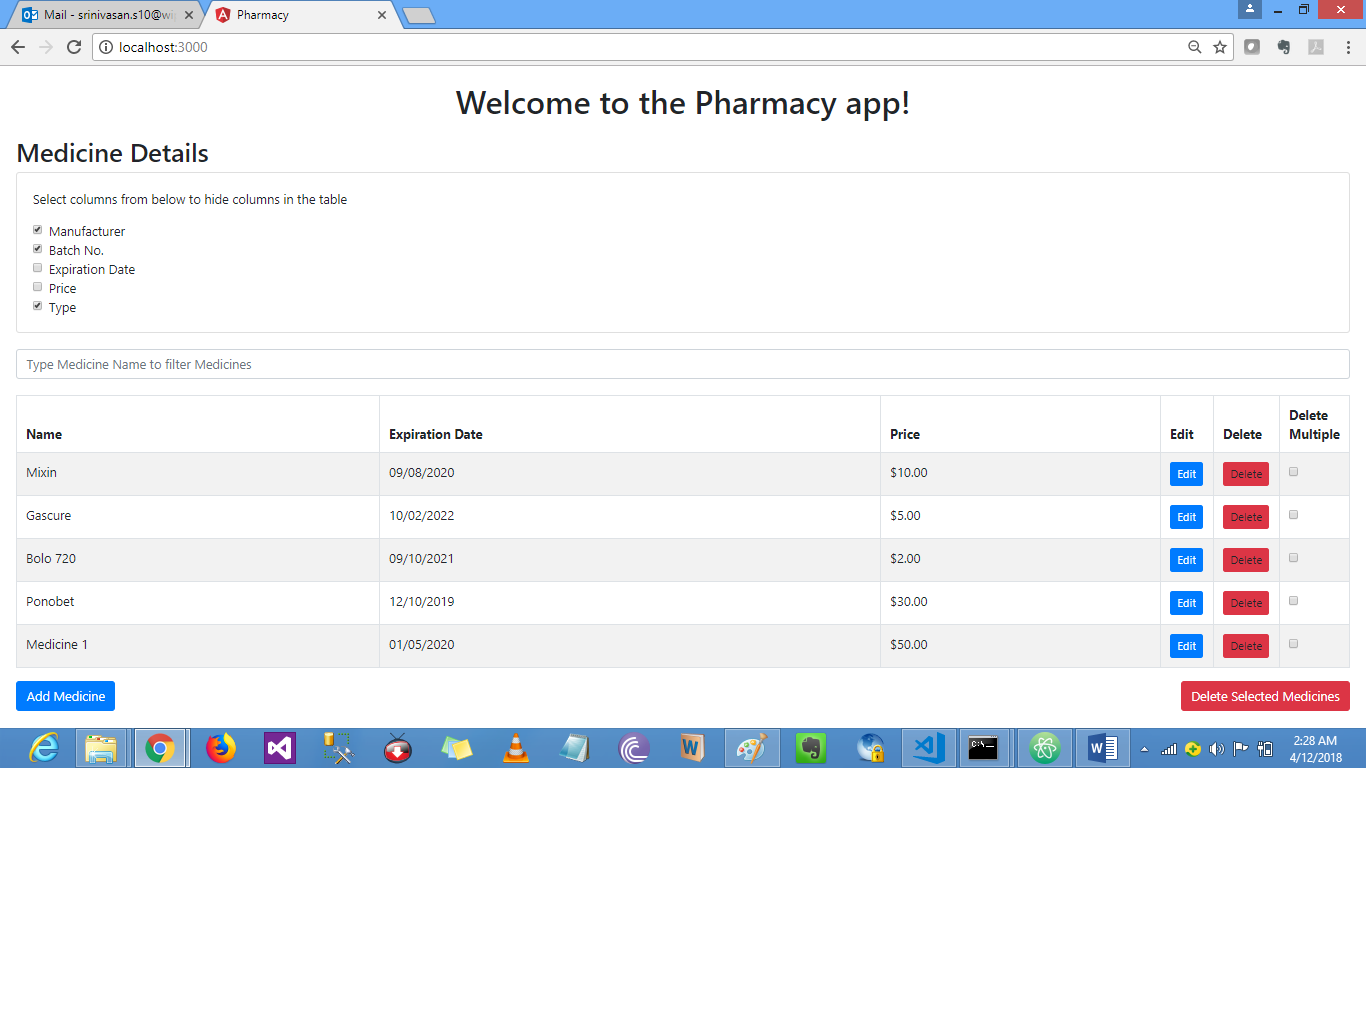 Mail - srinivasan.s10@wi
Pharmacy
localhost:3000
Welcome to the Pharmacy app!
Medicine Details
Select columns from below to hide columns in the table
Manufacturer
Batch No.
Expiration Date
Price
Type
Type Medicine Name to filter Medicines
Name Expiration Date Price Edit Delete Delete Multiple
Mixin 09/08/2020 $10.00 Edit Delete
Gascure 10/02/2022 $5.00 Edit Delete
Bolo 720 09/10/2021 $2.00 Edit Delete
Ponobet 12/10/2019 $30.00 Edit Delete
Medicine 1 01/05/2020 $50.00 Edit Delete
Add Medicine Delete Selected Medicines
2:28 AM
4/12/2018